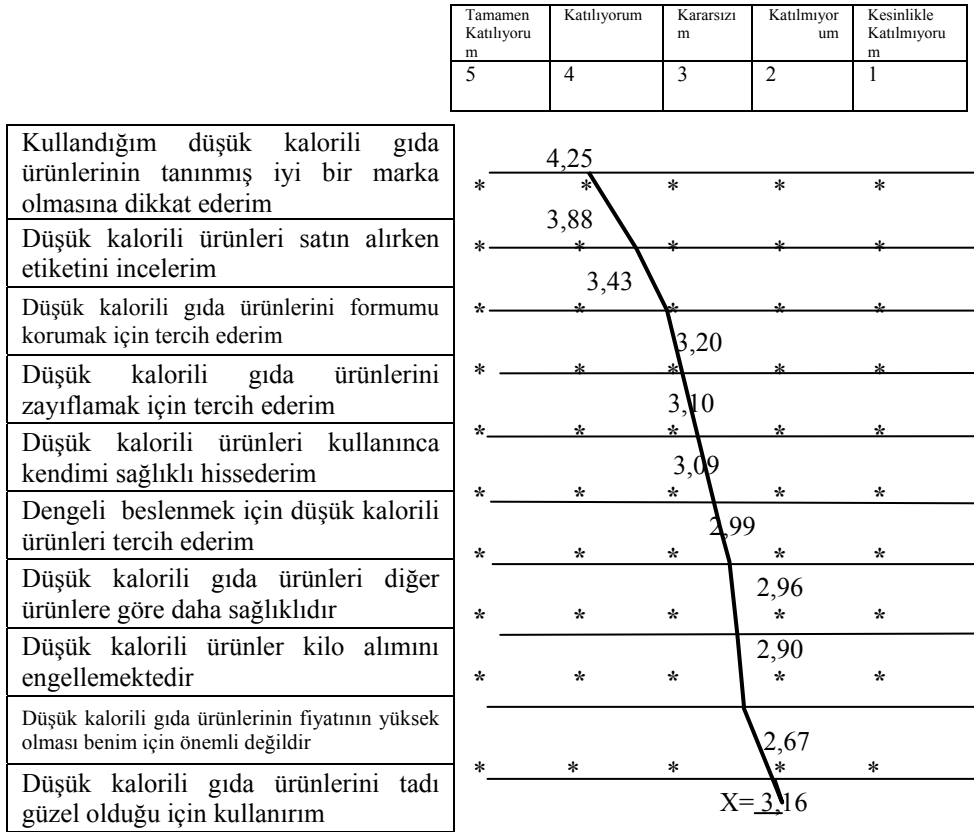 Tamamen Katılıyorum Kararsızı Katılmıyor Kesinlikle
Katılıyoru m um Katılmıyoru
m m
5 4 3 2 1
Kullandığım düşük kalorili gıda
ürünlerinin tanınmış iyi bir marka
olmasına dikkat ederim
4,25
* * * * *
Düşük kalorili ürünleri satın alırken
etiketini incelerim
3,88
* * * * *
Düşük kalorili gıda ürünlerini formumu
korumak için tercih ederim
3,43
* * * * *
Düşük kalorili gıda ürünlerini
zayıflamak için tercih ederim
3,20
* * * * *
Düşük kalorili ürünleri kullanınca
kendimi sağlıklı hissederim
3,10
* * * * *
Dengeli beslenmek için düşük kalorili
ürünleri tercih ederim
3,09
* * * * *
Düşük kalorili gıda ürünleri diğer
ürünlere göre daha sağlıklıdır
2,99
* * * * *
Düşük kalorili ürünler kilo alımını
engellemektedir
2,96
* * * * *
Düşük kalorili gıda ürünlerinin fiyatının yüksek
olması benim için önemli değildir
2,90
* * * * *
Düşük kalorili gıda ürünlerini tadı
güzel olduğu için kullanırım
2,67
* * * * *
X= 3,16